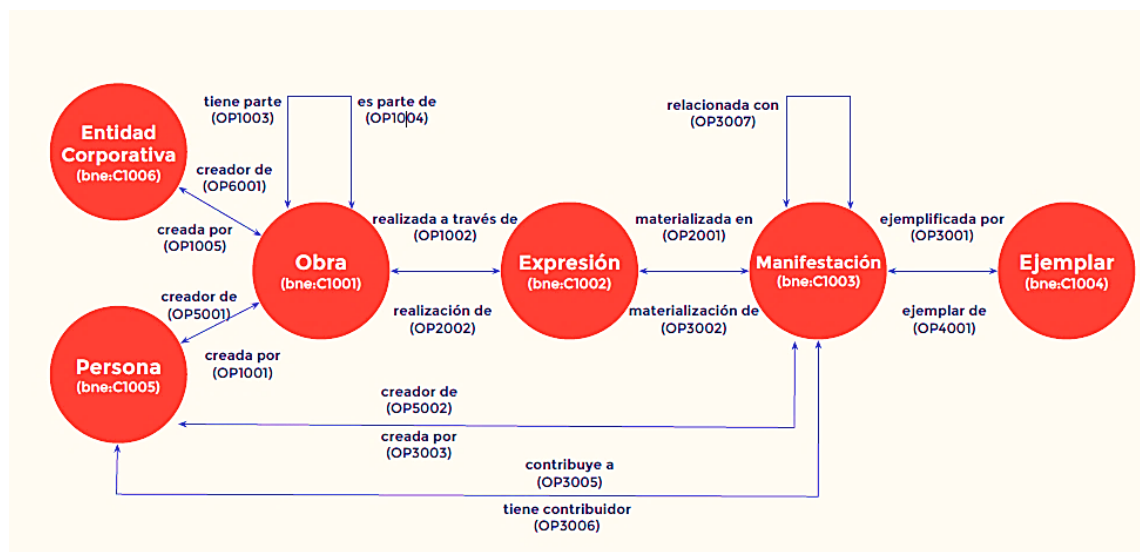 Entidad
Corporativa
(bne:C1006)
tiene parte
(OP1003)
es parte de
(OP1004)
relacionada con
(OP3007)
creador de
(OP6001)
creada por
(OP1005)
Obra
(bne:C1001)
realizada a través de
(OP1002)
realización de
(OP2002)
Expresión
(bne:C1002)
materializada en
(OP2001)
materialización de
(OP3002)
Manifestación
(bne:C1003)
ejemplificada por
(OP3001)
ejemplar de
(OP4001)
Ejemplar
(bne:C1004)
creador de
(OP5001)
creada por
(OP1001)
Persona
(bne:C1005)
creador de
(OP5002)
creada por
(OP3003)
contribuye a
(OP3005)
tiene contribuidor
(OP3006)